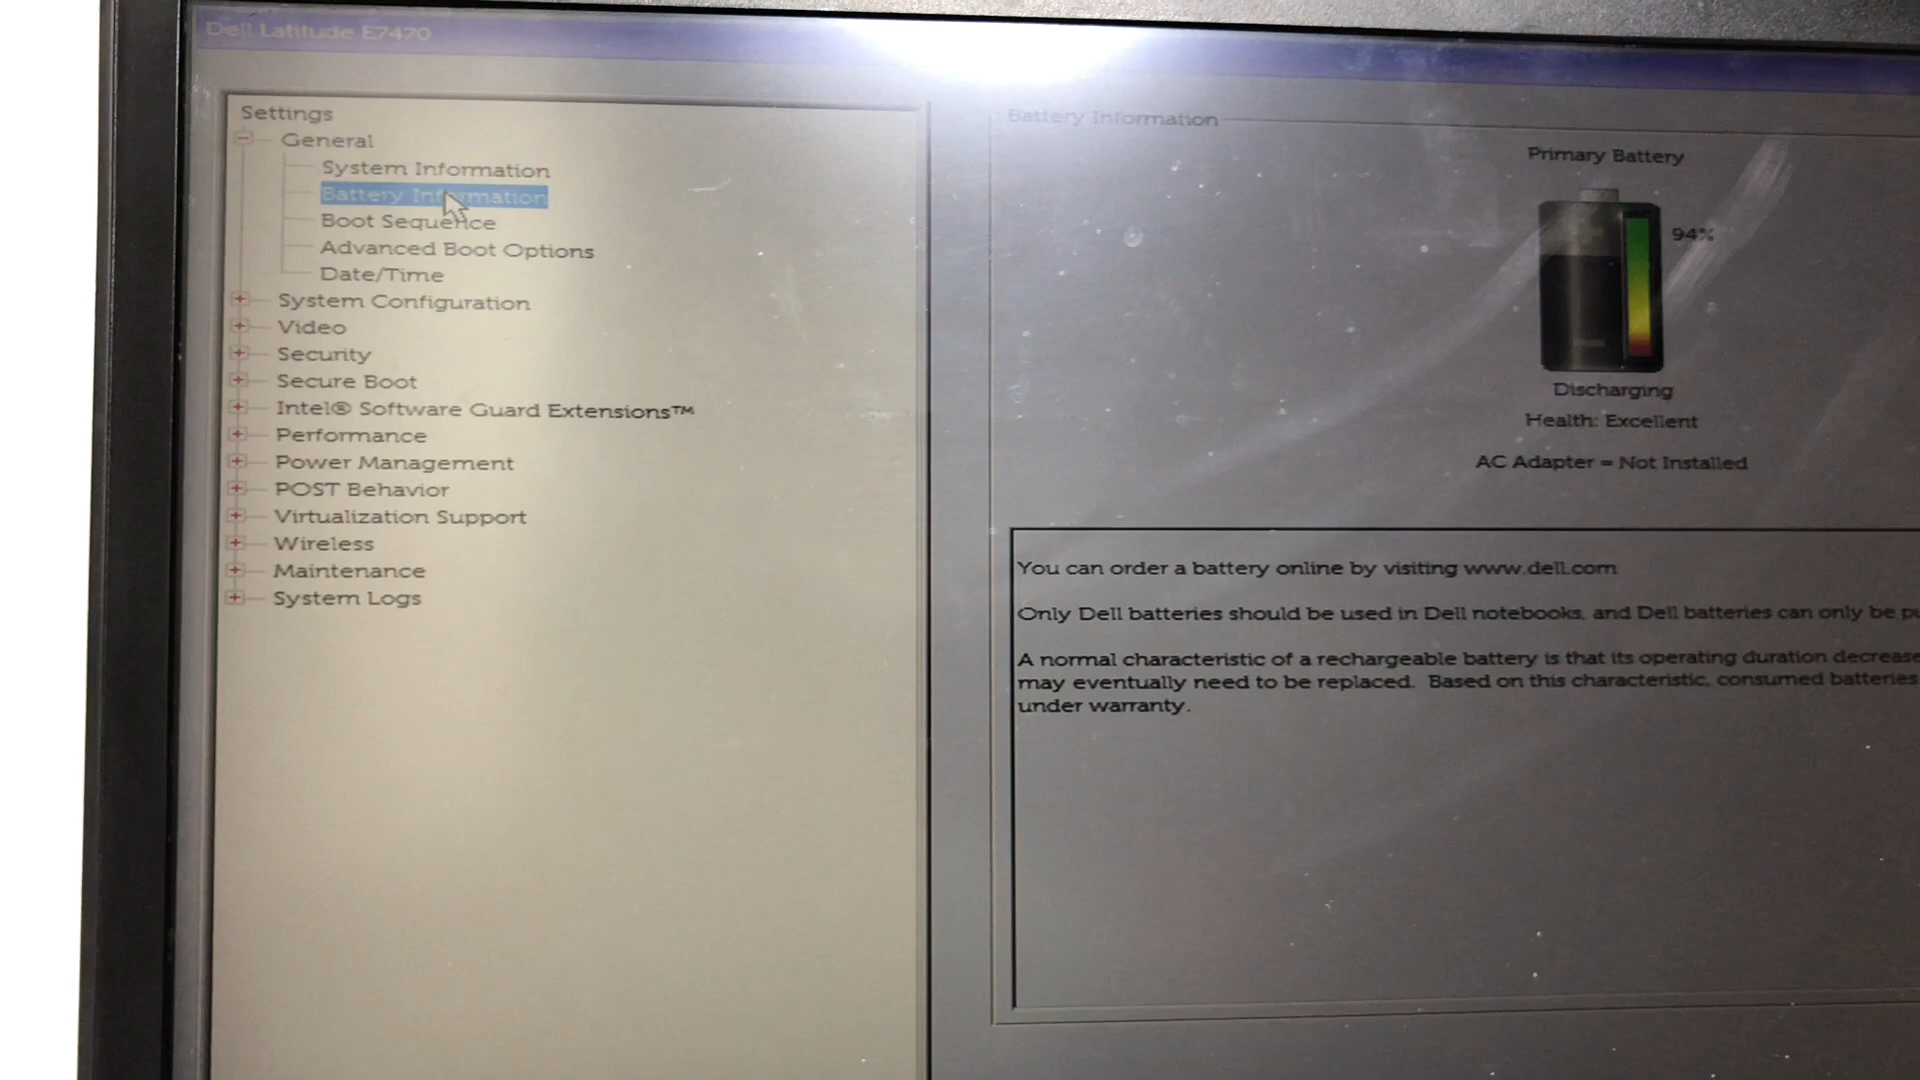 Dell Latitude E7470
Settings
General
System Information
Battery Information
Boot Sequence
Advanced Boot Options
Date/Time
System Configuration
Video
Security
Secure Boot
Intel® Software Guard Extensions™
Performance
Power Management
POST Behavior
Virtualization Support
Wireless
Maintenance
System Logs
Battery Information
Primary Battery
94%
Discharging
Health: Excellent
AC Adapter = Not Installed
You can order a battery online by visiting www.dell.com
Only Dell batteries should be used in Dell notebooks, and Dell batteries can only be
A normal characteristic of a rechargeable battery is that its operating duration decrease
may eventually need to be replaced. Based on this characteristic, consumed batteries
under warranty.